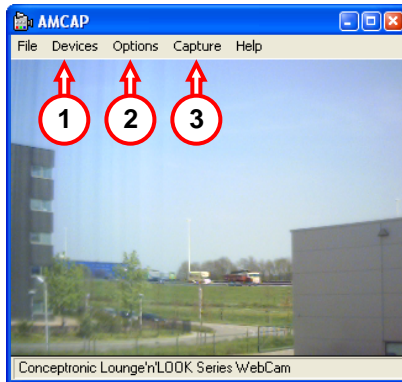 AMCAP
File Devices Options Capture Help
1 2 3
Conceptronic Lounge'n'LOOK Series WebCam